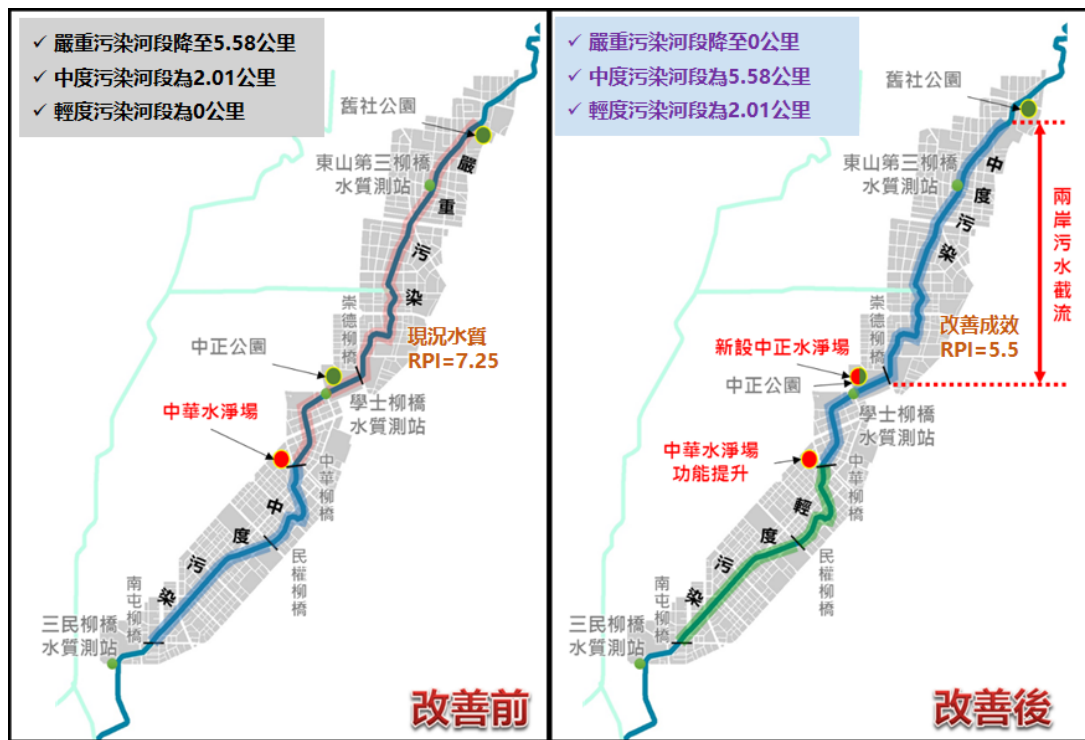 ✓ 嚴重污染河段降至5.58公里
✓ 中度污染河段為2.01公里
✓ 輕度污染河段為0公里
舊社公園
東山第三柳橋
水質測站
嚴重污染
崇德柳橋
現況水質
RPI=7.25
中正公園
學士柳橋
水質測站
中華水淨場
中華柳橋
中度污染
民權柳橋
南屯柳橋
三民柳橋
水質測站
改善前
✓ 嚴重污染河段降至0公里
✓ 中度污染河段為5.58公里
✓ 輕度污染河段為2.01公里
舊社公園
東山第三柳橋
水質測站
中度污染
兩岸污水截流
崇德柳橋
改善成效
RPI=5.5
新設中正水淨場
中正公園
學士柳橋
水質測站
中華水淨場
功能提升
中華柳橋
輕度污染
民權柳橋
南屯柳橋
三民柳橋
水質測站
改善後